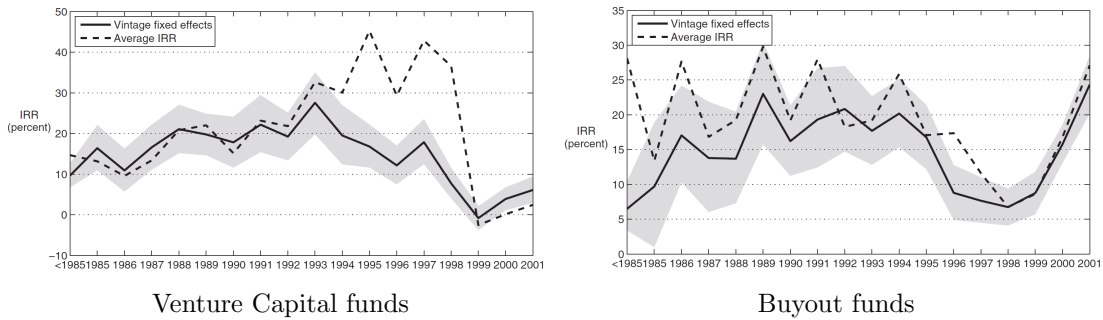 Vintage fixed effects
Average IRR
50
40
30
20
10
0
−10
IRR
(percent)
<1985 1985 1986 1987 1988 1989 1990 1991 1992 1993 1994 1995 1996 1997 1998 1999 2000 2001
Venture Capital funds
Vintage fixed effects
Average IRR
35
30
25
20
15
10
5
0
IRR
(percent)
<1985 1985 1986 1987 1988 1989 1990 1991 1992 1993 1994 1995 1996 1997 1998 1999 2000 2001
Buyout funds